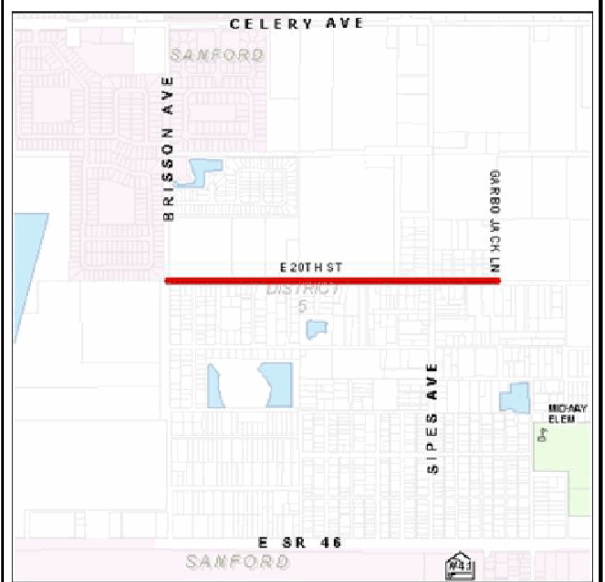 CELERY AVE
SANFORD
BRISSON AVE
GARBO JACK LN
E 20TH ST
DISTRICT
5
SIPES AVE
MIDWAY
ELEM
E SR 46
SANFORD